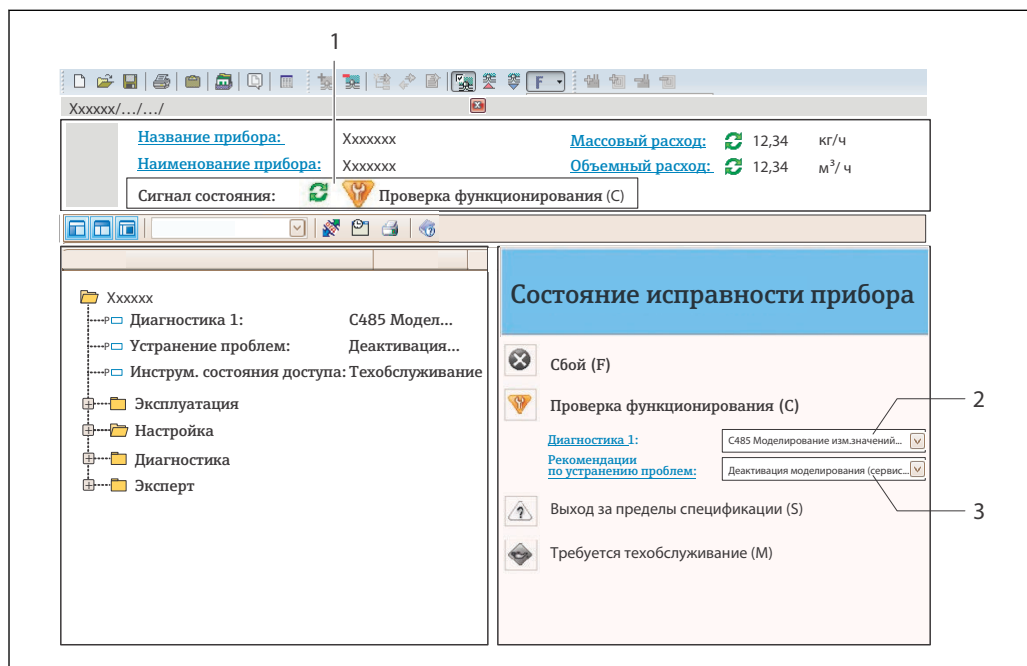 1
F
Xxxxxx/.../.../
Название прибора: Xxxxxxx Массовый расход: 12,34 кг/ч
Наименование прибора: Xxxxxxx Объемный расход: 12,34 м³/ ч
Сигнал состояния: Проверка функционирования (C)
Xxxxxx
P Диагностика 1: C485 Модел...
P Устранение проблем: Деактивация...
P Инструм. состояния доступа: Техобслуживание
Эксплуатация
Настройка
Диагностика
Эксперт
Состояние исправности прибора
Сбой (F)
Проверка функционирования (C)
2
Диагностика 1: C485 Моделирование изм.значений...
Рекомендации
по устранению проблем: Деактивация моделирования (сервис...
3
Выход за пределы спецификации (S)
Требуется техобслуживание (M)